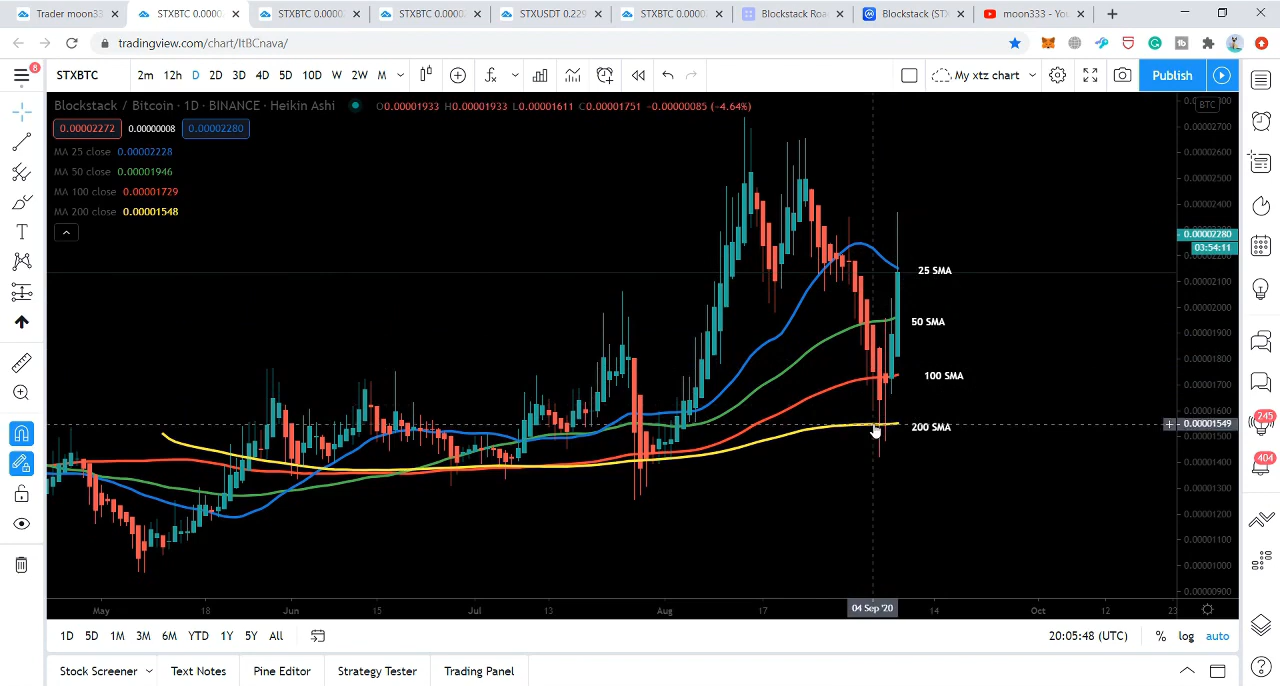 Trader moon33
STXBTC 0.0000
STXBTC 0.0000
STXBTC 0.0000
STXUSDT 0.229
STXBTC 0.0000
Blockstack Roa
Blockstack (STX
moon333 - You
tradingview.com/chart/ItBCnava/
8
STXBTC
2m 12h D 2D 3D 4D 5D 10D W 2W M
My xtz chart
Publish
Blockstack / Bitcoin · 1D · BINANCE · Heikin Ashi
O0.00001933 H0.00001933 L0.00001611 C0.00001751 -0.00000085 (-4.64%)
BTC
0.00002272 0.00000008 0.00002280
MA 25 close 0.00002228
MA 50 close 0.00001946
MA 100 close 0.00001729
MA 200 close 0.00001548
0.00002700
0.00002600
0.00002500
0.00002400
0.00002280
03:54:11
0.00002100
0.00002000
0.00001900
0.00001800
0.00001700
0.00001600
0.00001549
0.00001500
0.00001400
0.00001300
0.00001200
0.00001100
0.00001000
0.00000900
25 SMA
50 SMA
100 SMA
200 SMA
245
404
May 18 Jun 15 Jul 13 Aug 17 04 Sep '20 14 Oct 12 23
1D 5D 1M 3M 6M YTD 1Y 5Y All
20:05:48 (UTC) % log auto
Stock Screener Text Notes Pine Editor Strategy Tester Trading Panel